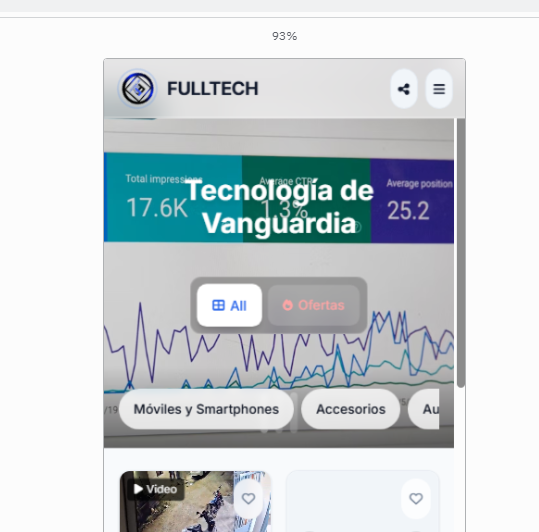 93%
FULLTECH
Total impressions
Average CTR
Average position
Tecnología de
Vanguardia
17.6K
1.3%
25.2
All
Ofertas
Móviles y Smartphones
Accesorios
Au
Video